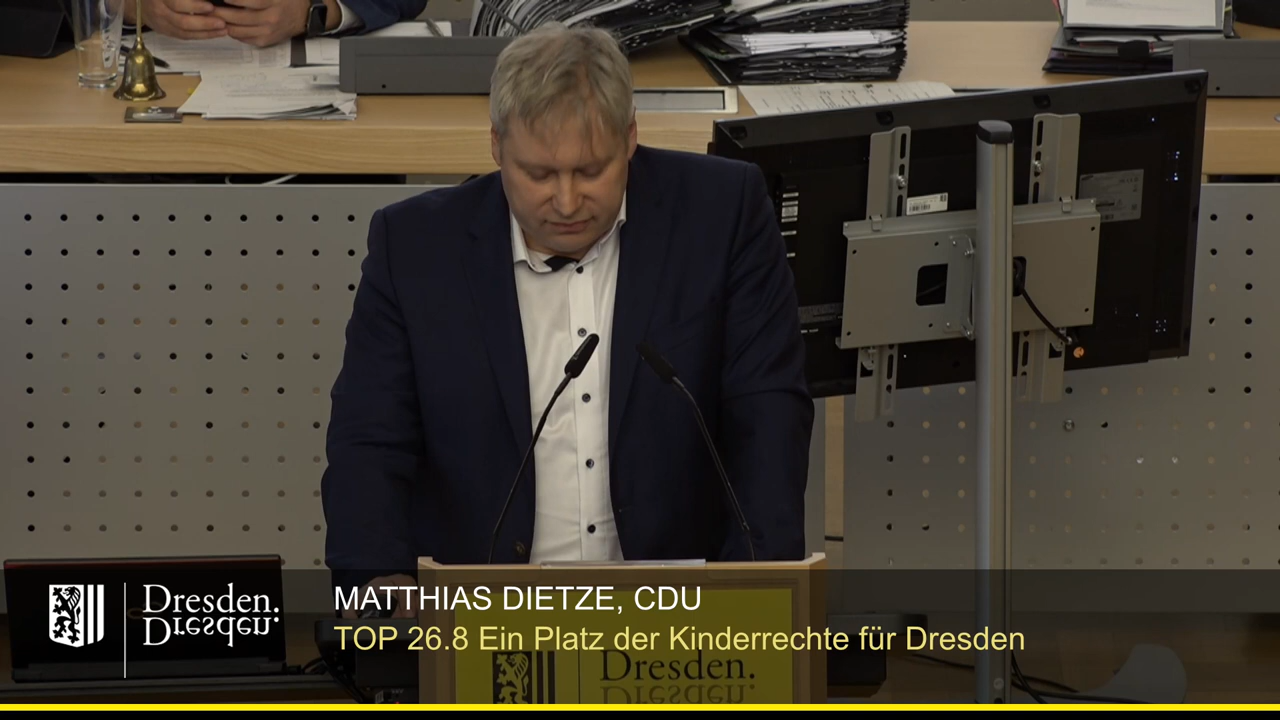 MATTHIAS DIETZE, CDU
TOP 26.8 Ein Platz der Kinderrechte für Dresden
Dresden.
Dresden.
Dresden.
Dresden.